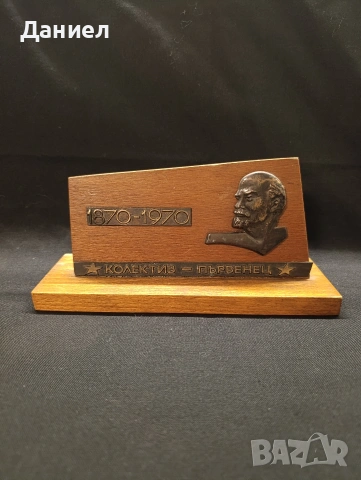 Даниел
1870-1970
★ КОЛЕКТИВ - ПЪРВЕНЕЦ ★
BAZAR